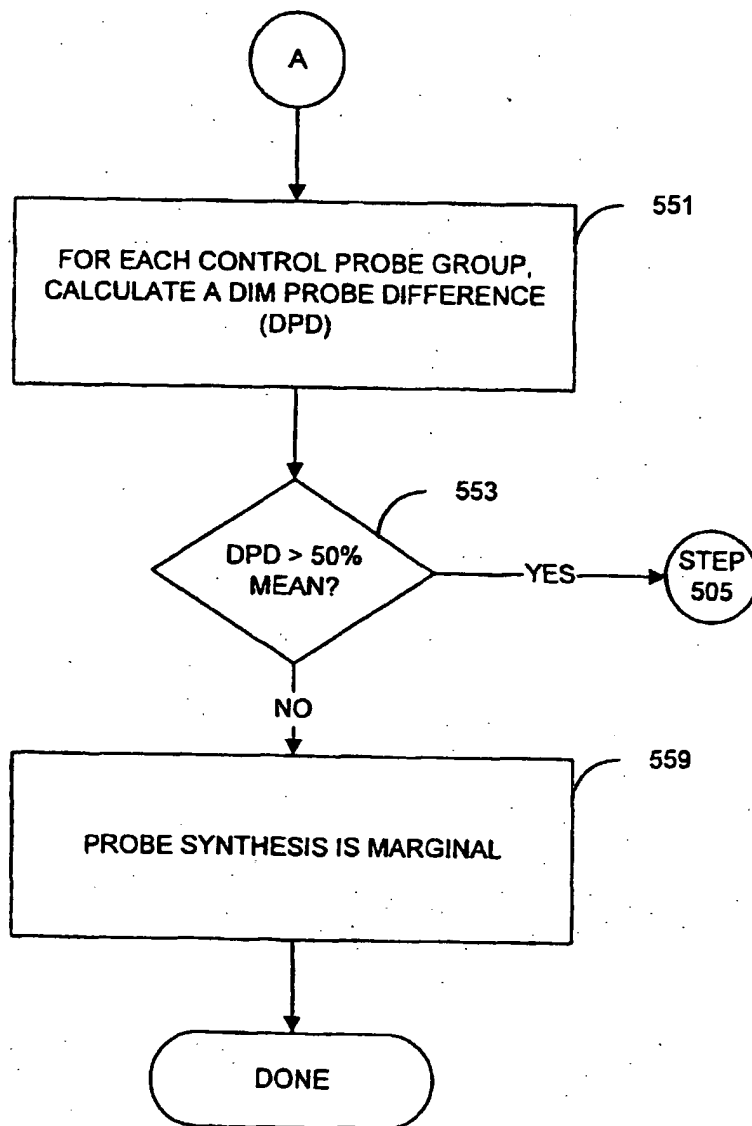 A
551
FOR EACH CONTROL PROBE GROUP,
CALCULATE A DIM PROBE DIFFERENCE
(DPD)
553
DPD > 50%
MEAN?
YES
STEP
505
NO
559
PROBE SYNTHESIS IS MARGINAL
DONE